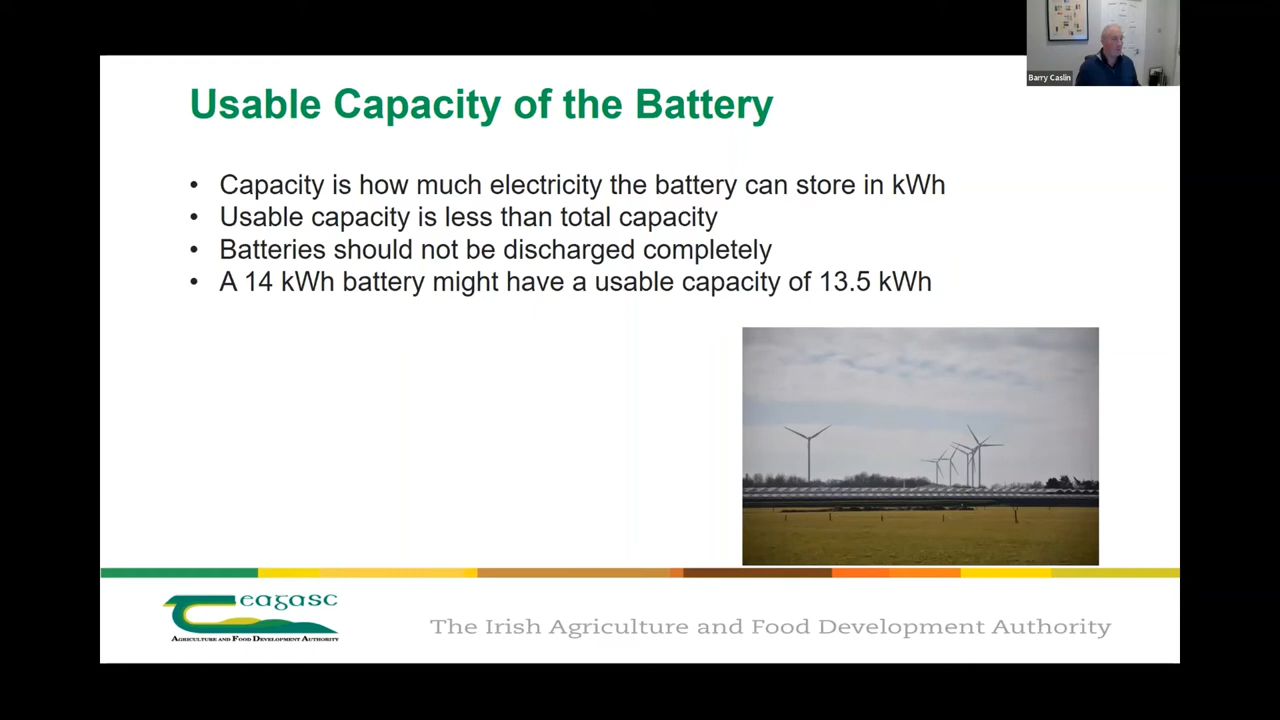 Barry Caslin
Usable Capacity of the Battery
• Capacity is how much electricity the battery can store in kWh
• Usable capacity is less than total capacity
• Batteries should not be discharged completely
• A 14 kWh battery might have a usable capacity of 13.5 kWh
Teagasc
Agriculture and Food Development Authority
The Irish Agriculture and Food Development Authority